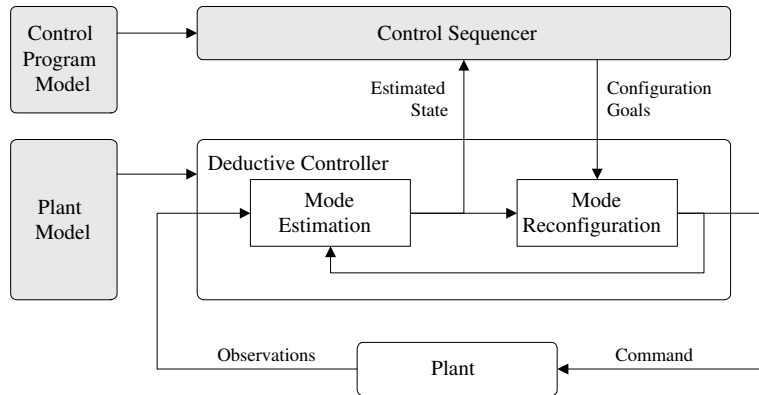 Control
Program
Model
Control Sequencer
Estimated
State
Configuration
Goals
Plant
Model
Deductive Controller
Mode
Estimation
Mode
Reconfiguration
Observations
Plant
Command